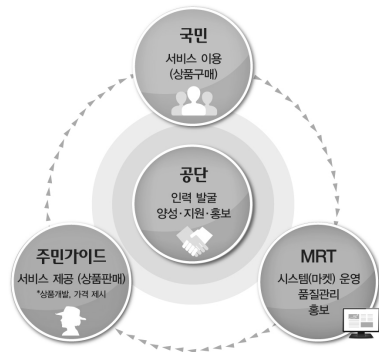 국민
서비스 이용
(상품구매)
공단
인력 발굴
양성·지원·홍보
주민가이드
서비스 제공 (상품판매)
*상품개발, 가격 제시
MRT
시스템(마켓) 운영
품질관리
홍보